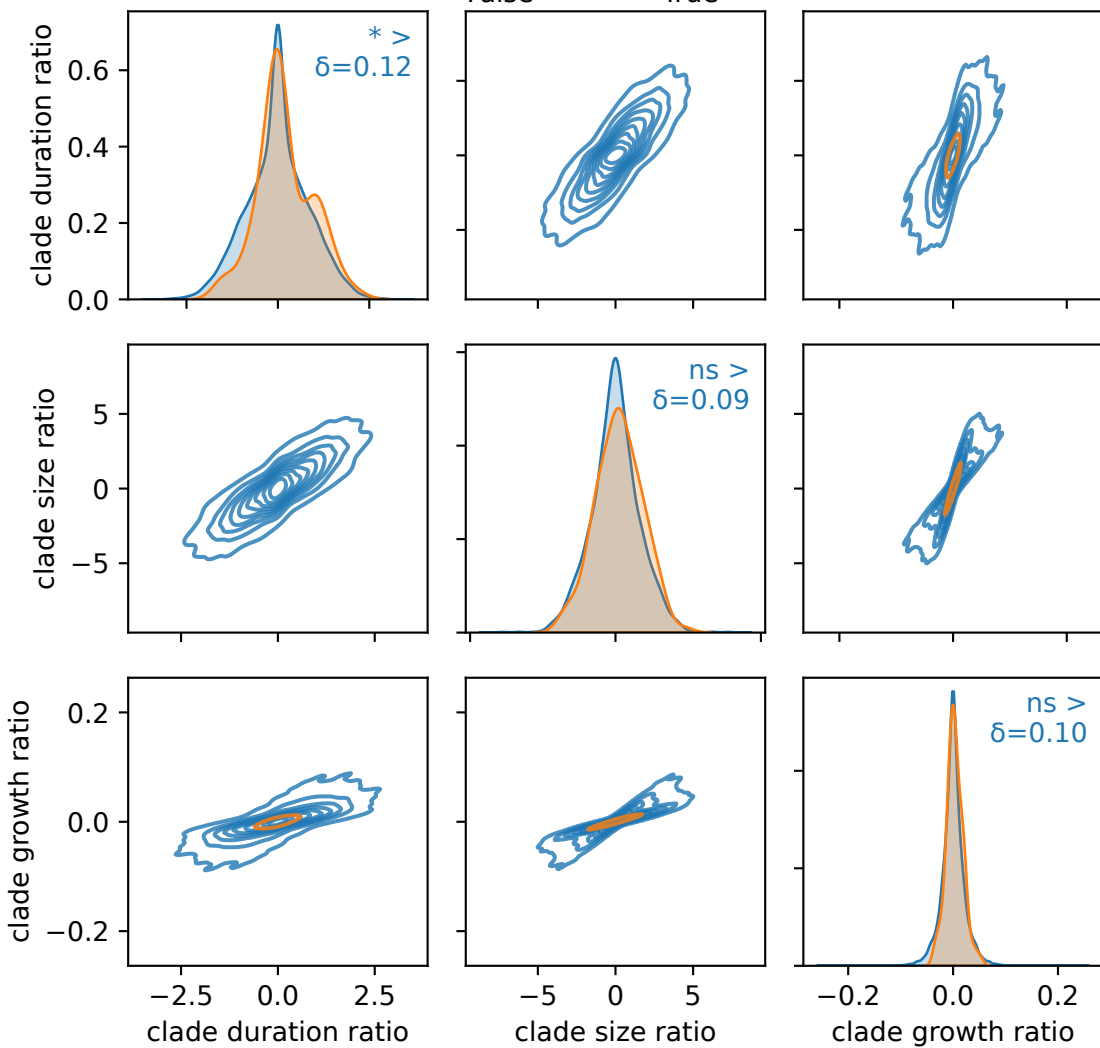 clade duration ratio
0.6
0.4
0.2
0.0
* >
δ=0.12
clade size ratio
5
0
−5
ns >
δ=0.09
clade growth ratio
0.2
0.0
−0.2
ns >
δ=0.10
−2.5 0.0 2.5
−5 0 5
−0.2 0.0 0.2
clade duration ratio
clade size ratio
clade growth ratio